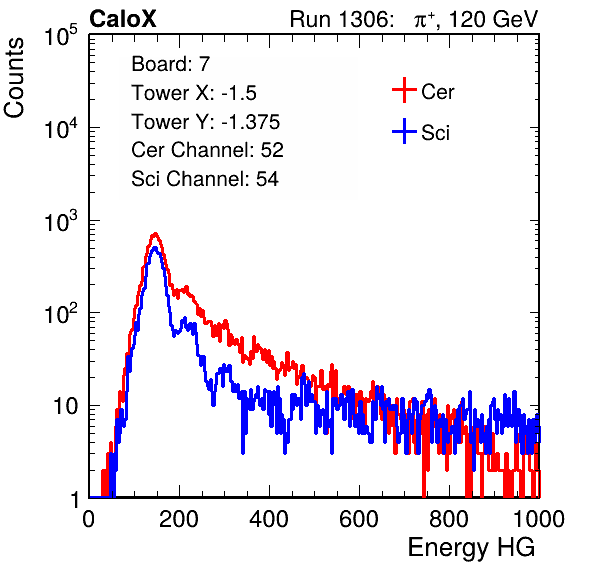 CaloX Run 1306: π⁺, 120 GeV
Counts
10⁵
10⁴
10³
10²
10
1
Board: 7
Tower X: -1.5
Tower Y: -1.375
Cer Channel: 52
Sci Channel: 54
Cer
Sci
0 200 400 600 800 1000
Energy HG